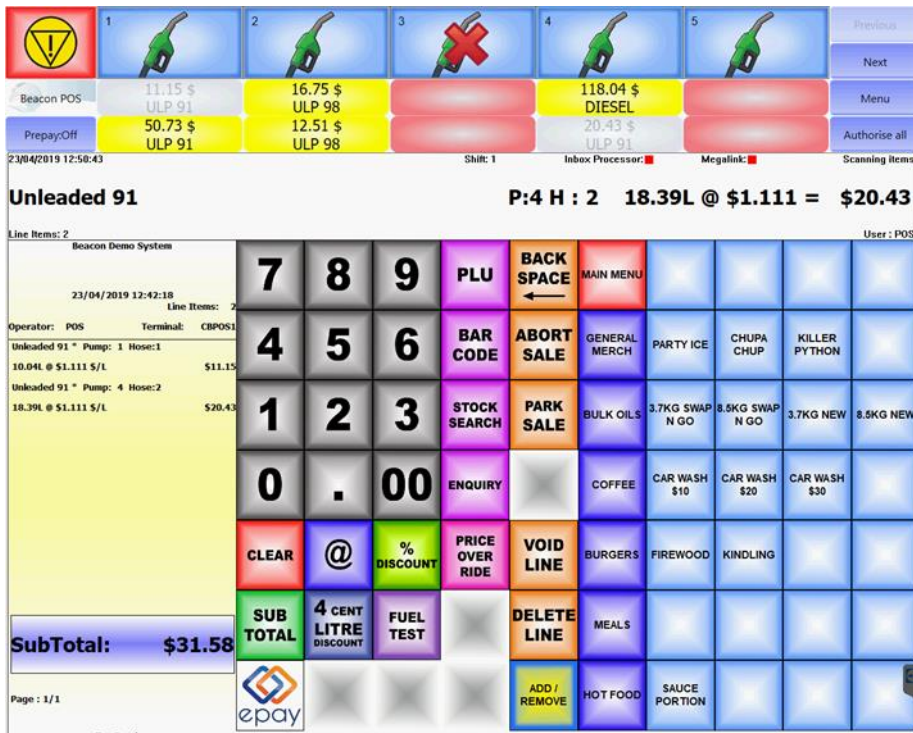 1
2
3
4
5
Previous
Next
Beacon POS
11.15 $
ULP 91
16.75 $
ULP 98
118.04 $
DIESEL
Menu
Prepay:Off
50.73 $
ULP 91
12.51 $
ULP 98
20.43 $
ULP 91
Authorise all
23/04/2019 12:50:43
Shift: 1
Inbox Processor:
Megalink:
Scanning items
Unleaded 91
P:4 H : 2 18.39L @ $1.111 = $20.43
Line Items: 2
User : POS
Beacon Demo System
23/04/2019 12:42:18
Line Items: 2
Operator: POS Terminal: CBPOS1
Unleaded 91 * Pump: 1 Hose:1
10.04L @ $1.111 $/L $11.15
Unleaded 91 * Pump: 4 Hose:2
18.39L @ $1.111 $/L $20.43
SubTotal: $31.58
Page : 1/1
7
8
9
PLU
BACK
SPACE
MAIN MENU
4
5
6
BAR
CODE
ABORT
SALE
GENERAL
MERCH
PARTY ICE
CHUPA
CHUP
KILLER
PYTHON
1
2
3
STOCK
SEARCH
PARK
SALE
BULK OILS
3.7KG SWAP
N GO
8.5KG SWAP
N GO
3.7KG NEW
8.5KG NEW
0
.
00
ENQUIRY
COFFEE
CAR WASH
$10
CAR WASH
$20
CAR WASH
$30
CLEAR
@
%
DISCOUNT
PRICE
OVER
RIDE
VOID
LINE
BURGERS
FIREWOOD
KINDLING
SUB
TOTAL
4 CENT
LITRE
DISCOUNT
FUEL
TEST
DELETE
LINE
MEALS
epay
ADD /
REMOVE
HOT FOOD
SAUCE
PORTION